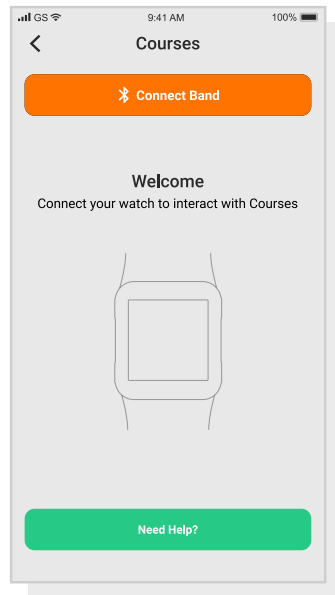 GS 9:41 AM 100%
Courses
Connect Band
Welcome
Connect your watch to interact with Courses
Need Help?